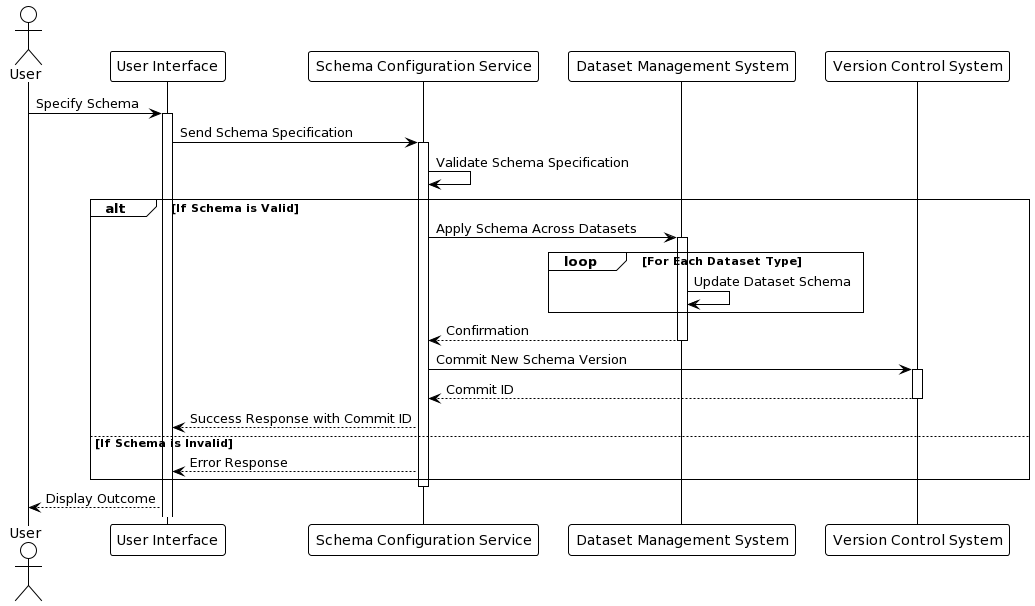 User
User Interface
Schema Configuration Service
Dataset Management System
Version Control System
Specify Schema
Send Schema Specification
Validate Schema Specification
alt
[If Schema is Valid]
Apply Schema Across Datasets
loop
[For Each Dataset Type]
Update Dataset Schema
Confirmation
Commit New Schema Version
Commit ID
Success Response with Commit ID
[If Schema is Invalid]
Error Response
Display Outcome
User
User Interface
Schema Configuration Service
Dataset Management System
Version Control System